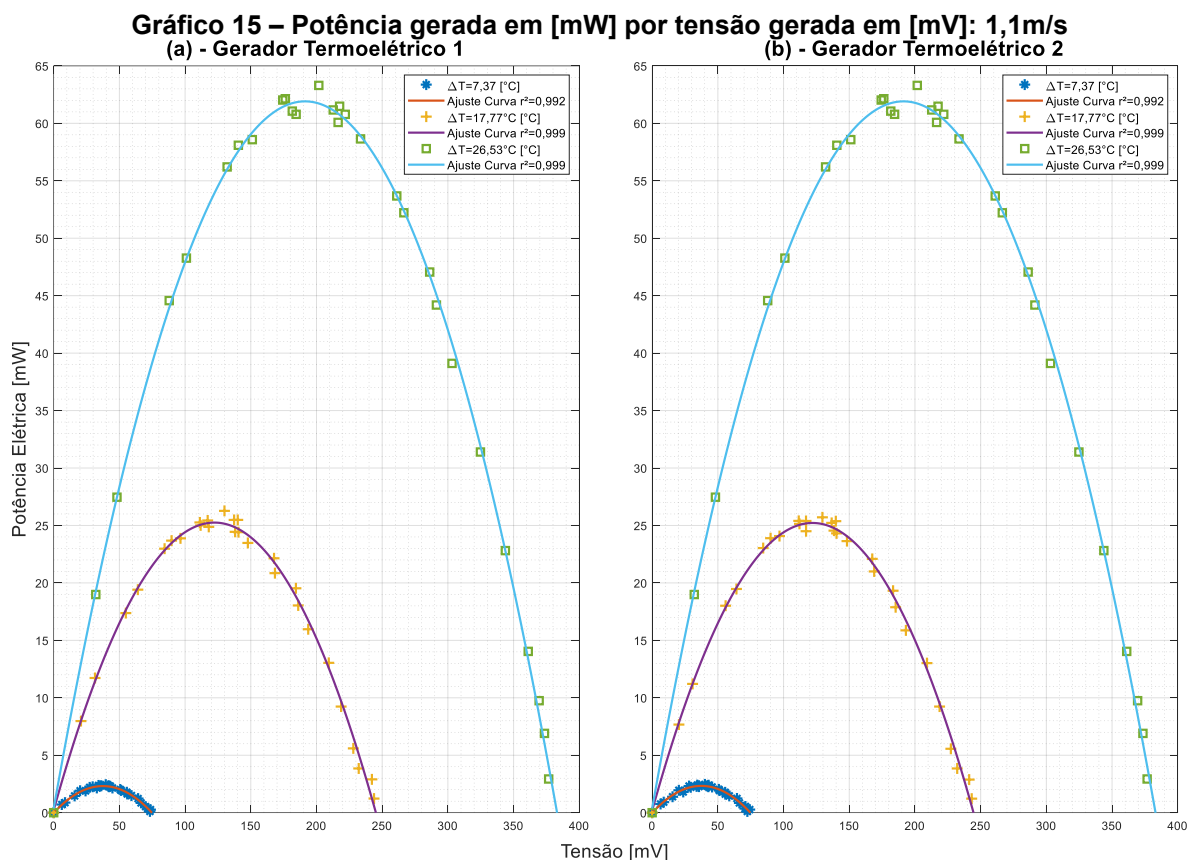 Gráfico 15 – Potência gerada em [mW] por tensão gerada em [mV]: 1,1m/s
(a) - Gerador Termoelétrico 1
65
60
55
50
45
40
35
30
25
20
15
10
5
0
0 50 100 150 200 250 300 350 400
ΔT=7,37 [°C]
Ajuste Curva r²=0,992
ΔT=17,77°C [°C]
Ajuste Curva r²=0,999
ΔT=26,53°C [°C]
Ajuste Curva r²=0,999
Potência Elétrica [mW]
(b) - Gerador Termoelétrico 2
65
60
55
50
45
40
35
30
25
20
15
10
5
0
0 50 100 150 200 250 300 350 400
ΔT=7,37 [°C]
Ajuste Curva r²=0,992
ΔT=17,77°C [°C]
Ajuste Curva r²=0,999
ΔT=26,53°C [°C]
Ajuste Curva r²=0,999
Tensão [mV]